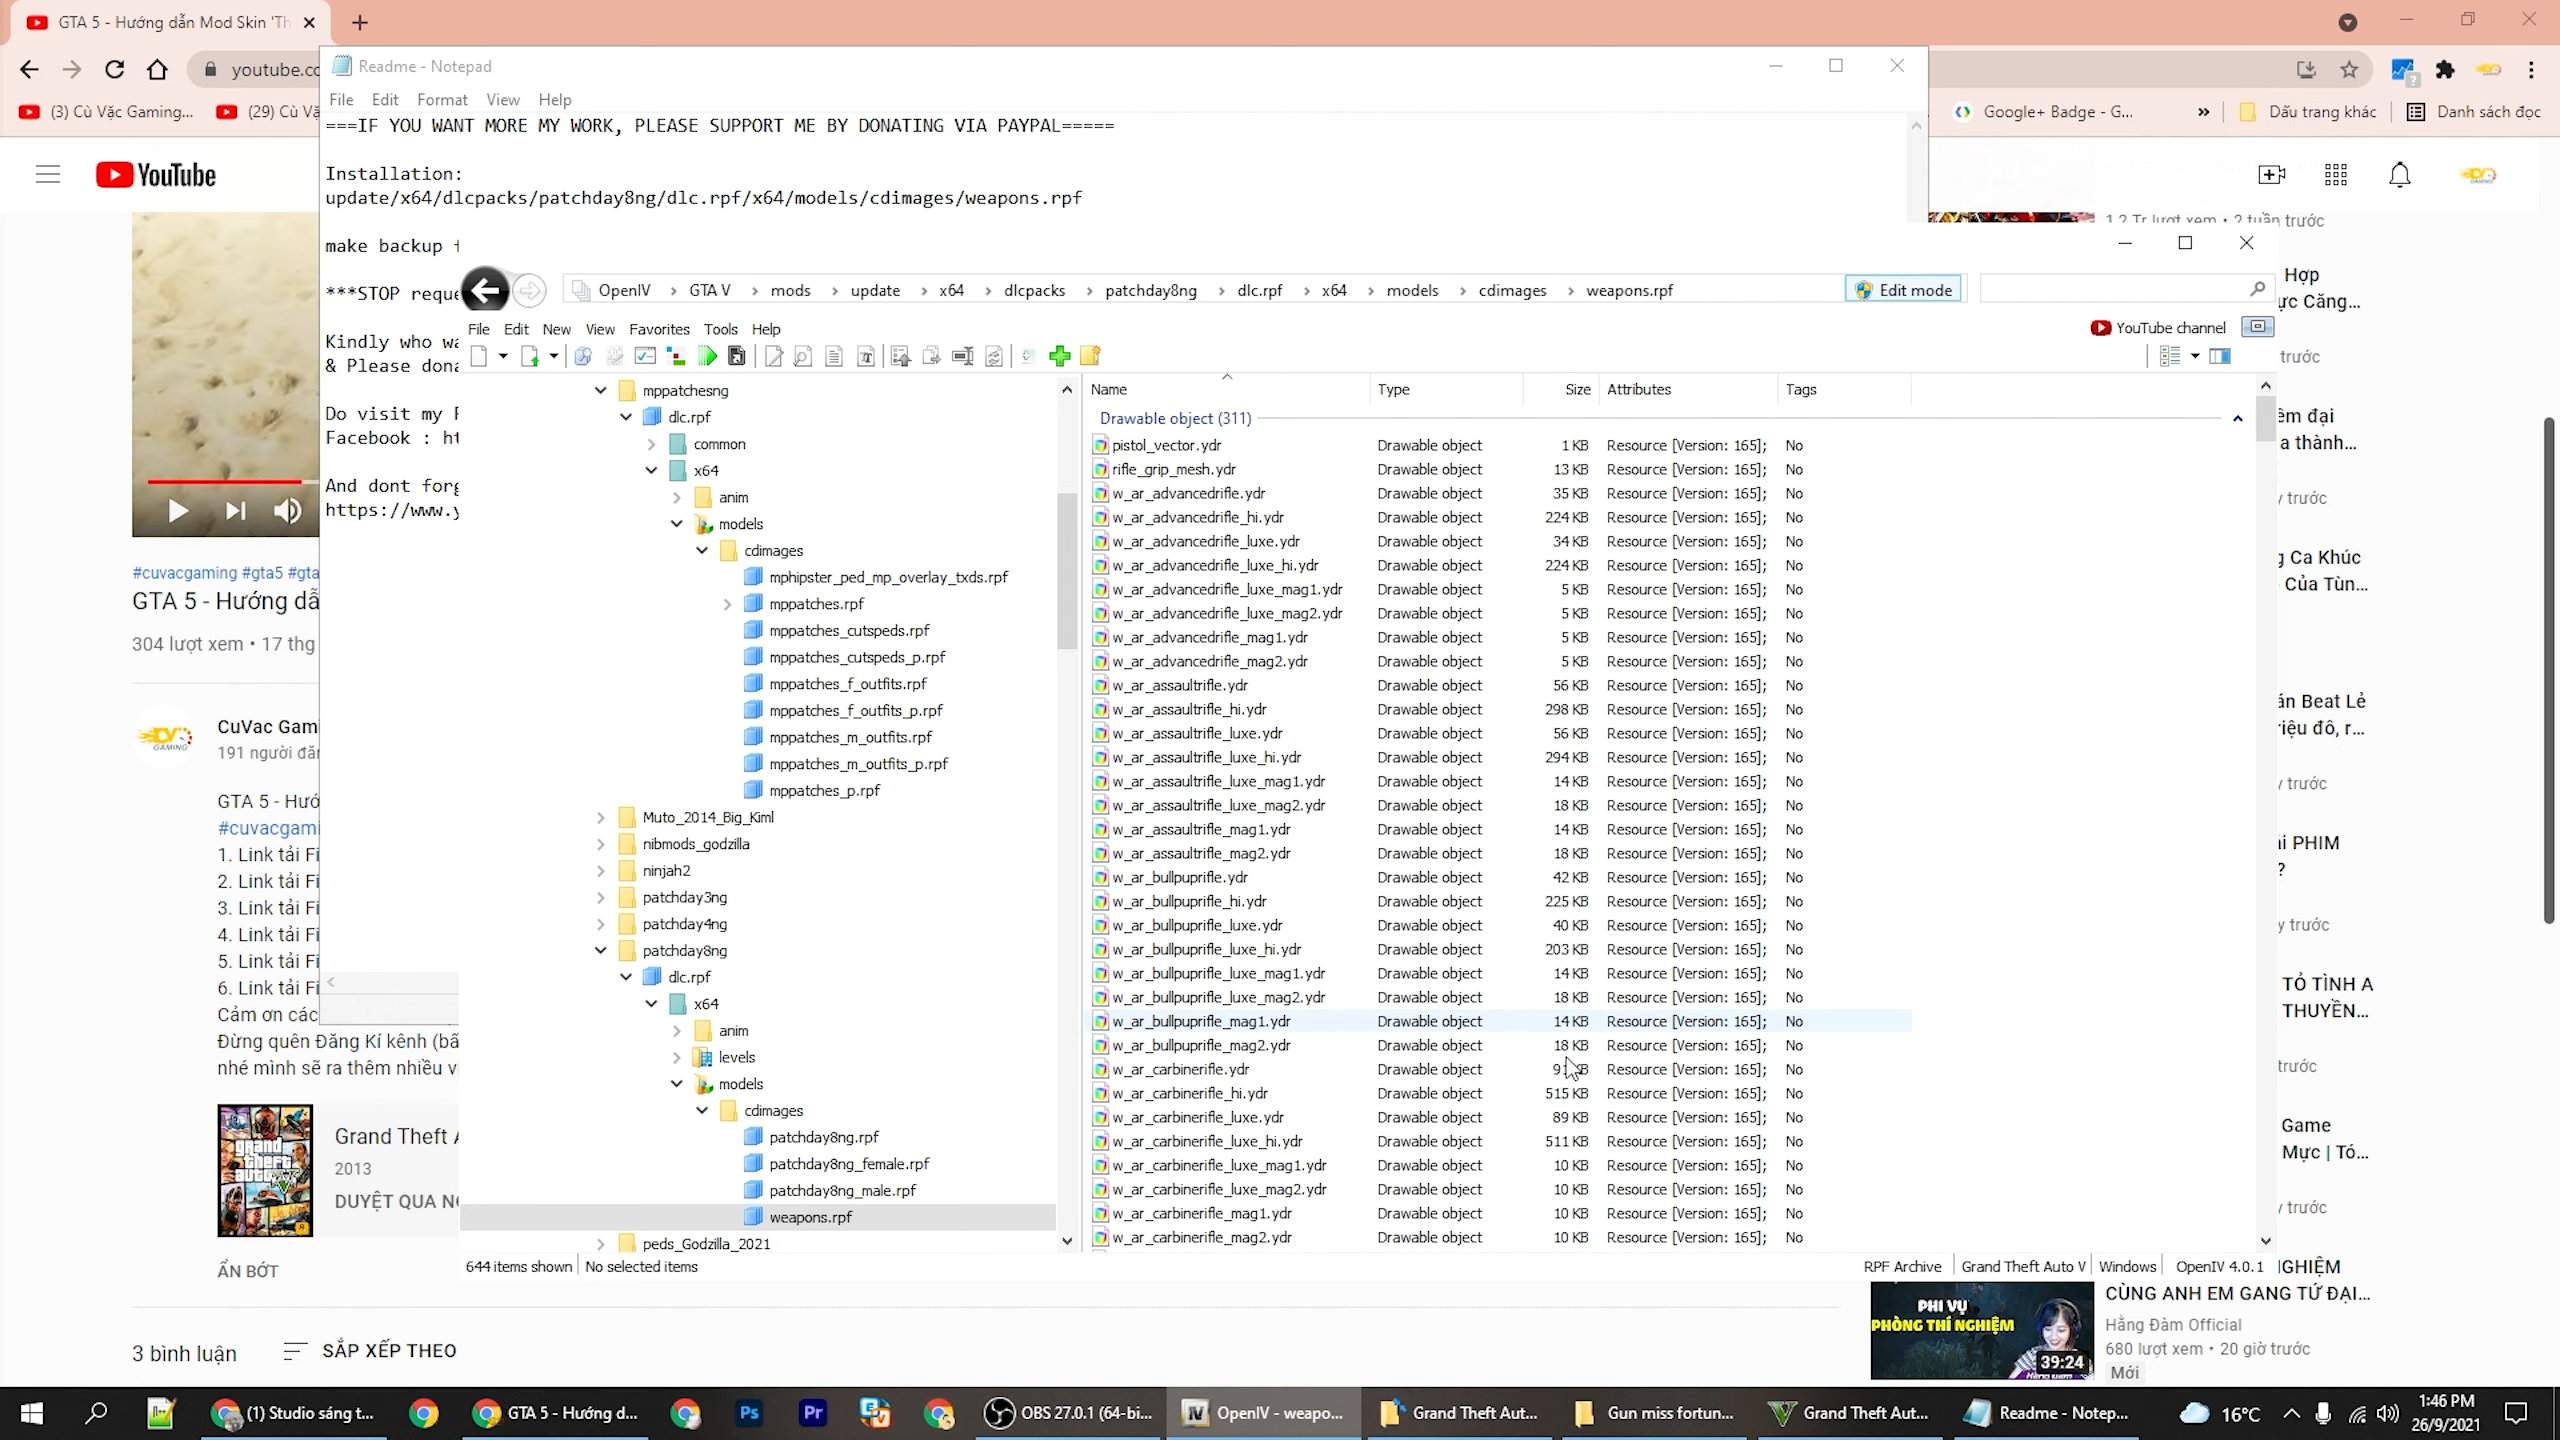 GTA 5 - Hướng dẫn Mod Skin 'Th
youtube.co
(3) Cù Vặc Gaming...
(29) Cù Vặ
Google+ Badge - G...
Dấu trang khác
Danh sách đọc
YouTube
Readme - Notepad
File Edit Format View Help
===IF YOU WANT MORE MY WORK, PLEASE SUPPORT ME BY DONATING VIA PAYPAL=====
Installation:
update/x64/dlcpacks/patchday8ng/dlc.rpf/x64/models/cdimages/weapons.rpf
make backup f
***STOP reque
Kindly who wa
& Please dona
Do visit my F
Facebook : ht
And dont forg
https://www.y
OpenIV GTA V mods update x64 dlcpacks patchday8ng dlc.rpf x64 models cdimages weapons.rpf
Edit mode
File Edit New View Favorites Tools Help
YouTube channel
mppatchesng
dlc.rpf
common
x64
anim
models
cdimages
mphipster_ped_mp_overlay_txds.rpf
mppatches.rpf
mppatches_cutspeds.rpf
mppatches_cutspeds_p.rpf
mppatches_f_outfits.rpf
mppatches_f_outfits_p.rpf
mppatches_m_outfits.rpf
mppatches_m_outfits_p.rpf
mppatches_p.rpf
Muto_2014_Big_Kiml
nibmods_godzilla
ninjah2
patchday3ng
patchday4ng
patchday8ng
dlc.rpf
x64
anim
levels
models
cdimages
patchday8ng.rpf
patchday8ng_female.rpf
patchday8ng_male.rpf
weapons.rpf
peds_Godzilla_2021
Name Type Size Attributes Tags
Drawable object (311)
pistol_vector.ydr Drawable object 1 KB Resource [Version: 165]; No
rifle_grip_mesh.ydr Drawable object 13 KB Resource [Version: 165]; No
w_ar_advancedrifle.ydr Drawable object 35 KB Resource [Version: 165]; No
w_ar_advancedrifle_hi.ydr Drawable object 224 KB Resource [Version: 165]; No
w_ar_advancedrifle_luxe.ydr Drawable object 34 KB Resource [Version: 165]; No
w_ar_advancedrifle_luxe_hi.ydr Drawable object 224 KB Resource [Version: 165]; No
w_ar_advancedrifle_luxe_mag1.ydr Drawable object 5 KB Resource [Version: 165]; No
w_ar_advancedrifle_luxe_mag2.ydr Drawable object 5 KB Resource [Version: 165]; No
w_ar_advancedrifle_mag1.ydr Drawable object 5 KB Resource [Version: 165]; No
w_ar_advancedrifle_mag2.ydr Drawable object 5 KB Resource [Version: 165]; No
w_ar_assaultrifle.ydr Drawable object 56 KB Resource [Version: 165]; No
w_ar_assaultrifle_hi.ydr Drawable object 298 KB Resource [Version: 165]; No
w_ar_assaultrifle_luxe.ydr Drawable object 56 KB Resource [Version: 165]; No
w_ar_assaultrifle_luxe_hi.ydr Drawable object 294 KB Resource [Version: 165]; No
w_ar_assaultrifle_luxe_mag1.ydr Drawable object 14 KB Resource [Version: 165]; No
w_ar_assaultrifle_luxe_mag2.ydr Drawable object 18 KB Resource [Version: 165]; No
w_ar_assaultrifle_mag1.ydr Drawable object 14 KB Resource [Version: 165]; No
w_ar_assaultrifle_mag2.ydr Drawable object 18 KB Resource [Version: 165]; No
w_ar_bullpuprifle.ydr Drawable object 42 KB Resource [Version: 165]; No
w_ar_bullpuprifle_hi.ydr Drawable object 225 KB Resource [Version: 165]; No
w_ar_bullpuprifle_luxe.ydr Drawable object 40 KB Resource [Version: 165]; No
w_ar_bullpuprifle_luxe_hi.ydr Drawable object 203 KB Resource [Version: 165]; No
w_ar_bullpuprifle_luxe_mag1.ydr Drawable object 14 KB Resource [Version: 165]; No
w_ar_bullpuprifle_luxe_mag2.ydr Drawable object 18 KB Resource [Version: 165]; No
w_ar_bullpuprifle_mag1.ydr Drawable object 14 KB Resource [Version: 165]; No
w_ar_bullpuprifle_mag2.ydr Drawable object 18 KB Resource [Version: 165]; No
w_ar_carbinerifle.ydr Drawable object Resource [Version: 165]; No
w_ar_carbinerifle_hi.ydr Drawable object 515 KB Resource [Version: 165]; No
w_ar_carbinerifle_luxe.ydr Drawable object 89 KB Resource [Version: 165]; No
w_ar_carbinerifle_luxe_hi.ydr Drawable object 511 KB Resource [Version: 165]; No
w_ar_carbinerifle_luxe_mag1.ydr Drawable object 10 KB Resource [Version: 165]; No
w_ar_carbinerifle_luxe_mag2.ydr Drawable object 10 KB Resource [Version: 165]; No
w_ar_carbinerifle_mag1.ydr Drawable object 10 KB Resource [Version: 165]; No
w_ar_carbinerifle_mag2.ydr Drawable object 10 KB Resource [Version: 165]; No
644 items shown No selected items
RPF Archive Grand Theft Auto V Windows OpenIV 4.0.1
#cuvacgaming #gta5 #gta
GTA 5 - Hướng dẫ
304 lượt xem • 17 thg
CuVac Gam
191 người đăn
GTA 5 - Hướ
#cuvacgami
1. Link tải Fi
2. Link tải Fi
3. Link tải Fi
4. Link tải Fi
5. Link tải Fi
6. Link tải Fi
Cảm ơn các
Đừng quên Đăng Kí kênh (bấ
nhé mình sẽ ra thêm nhiều v
grand theft auto V
Grand Theft A
2013
DUYỆT QUA N
ẨN BỚT
3 bình luận
SẮP XẾP THEO
1,2 Tr lượt xem • 2 tuần trước
Hợp
ực Căng...
trước
êm đại
a thành...
trước
g Ca Khúc
Của Tùn...
trước
án Beat Lẻ
riệu đô, r...
trước
ải PHIM
?
trước
TỎ TÌNH A
THUYỀN...
trước
Game
Mực | Tó...
trước
NGHIỆM
CÙNG ANH EM GANG TỨ ĐẠI...
Hằng Đàm Official
680 lượt xem • 20 giờ trước
Mới
PHI VỤ
PHÒNG THÍ NGHIỆM
39:24
(1) Studio sáng t...
GTA 5 - Hướng d...
Ps
Pr
OBS 27.0.1 (64-bi...
OpenIV - weapo...
Grand Theft Aut...
Gun miss fortun...
Grand Theft Aut...
Readme - Notep...
16°C
1:46 PM
26/9/2021